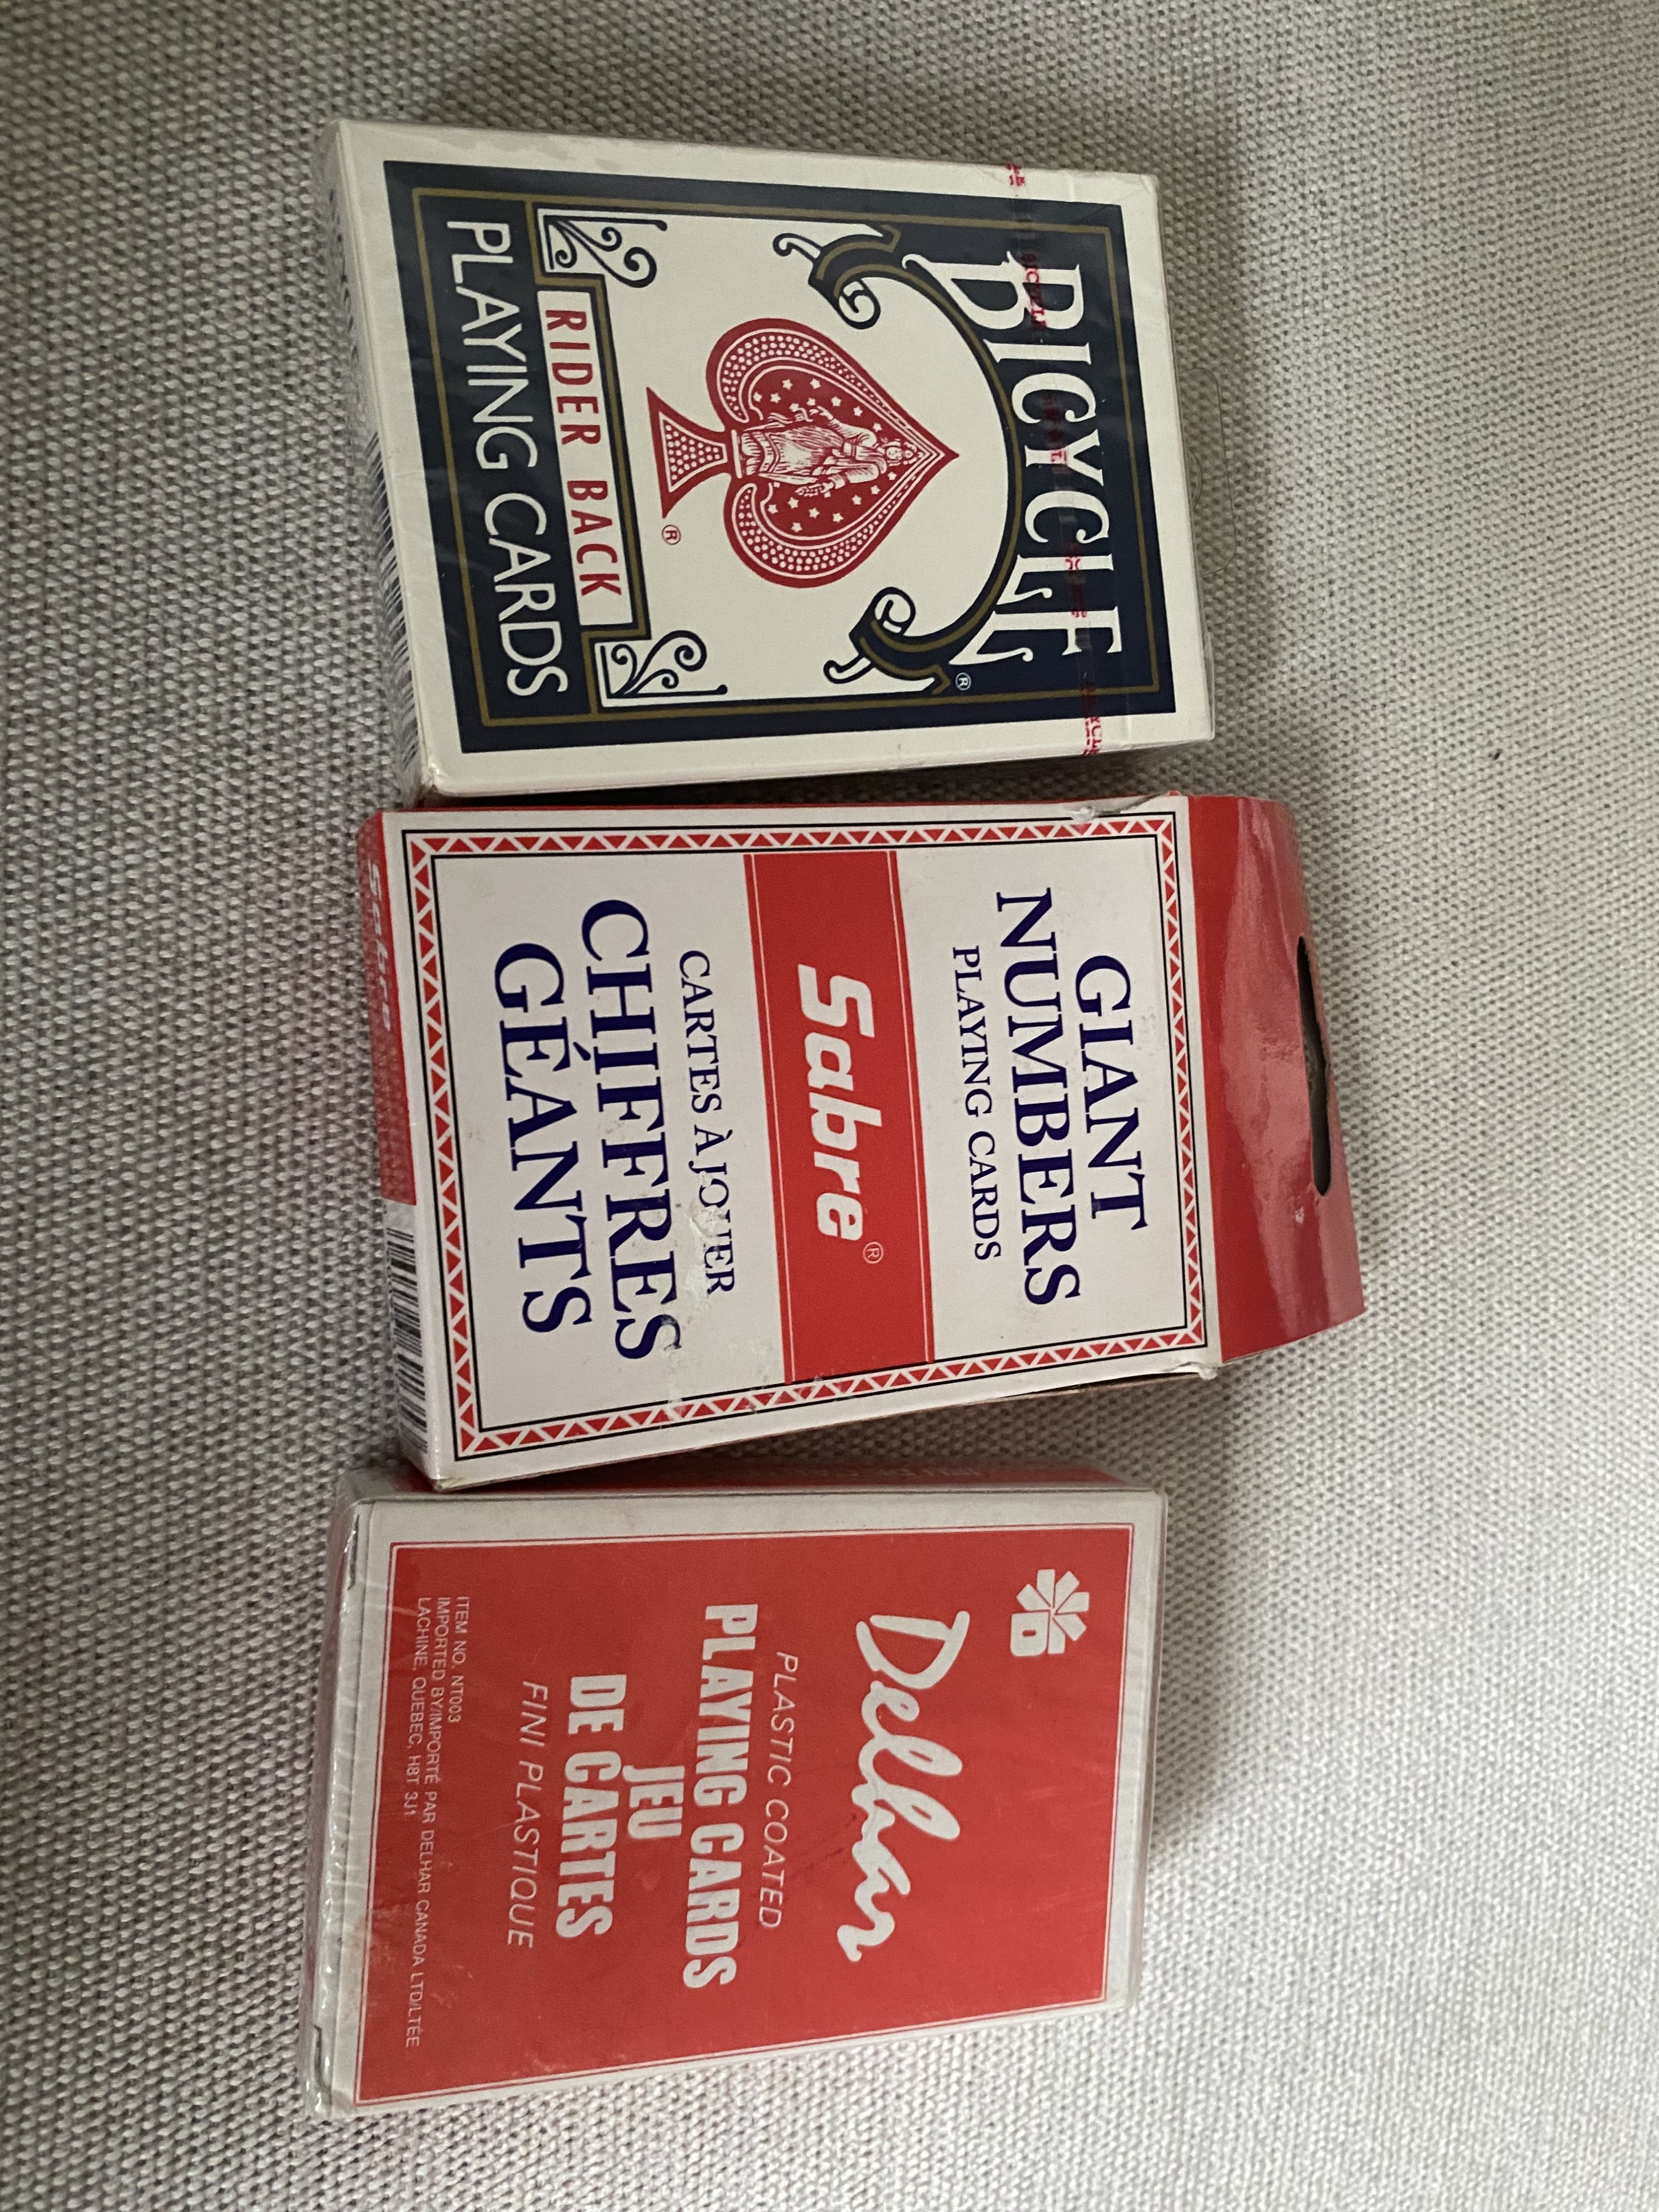 BICYCLE®
®
RIDER BACK
PLAYING CARDS
GIANT
NUMBERS
PLAYING CARDS
Sabre®
CARTES À JOUER
CHIFFRES
GÉANTS
Sabre
Delhar
PLASTIC COATED
PLAYING CARDS
JEU
DE CARTES
FINI PLASTIQUE
ITEM NO. NT003
IMPORTED BY/IMPORTÉ PAR DELHAR CANADA LTD/LTÉE
LACHINE, QUEBEC, H8T 3J1